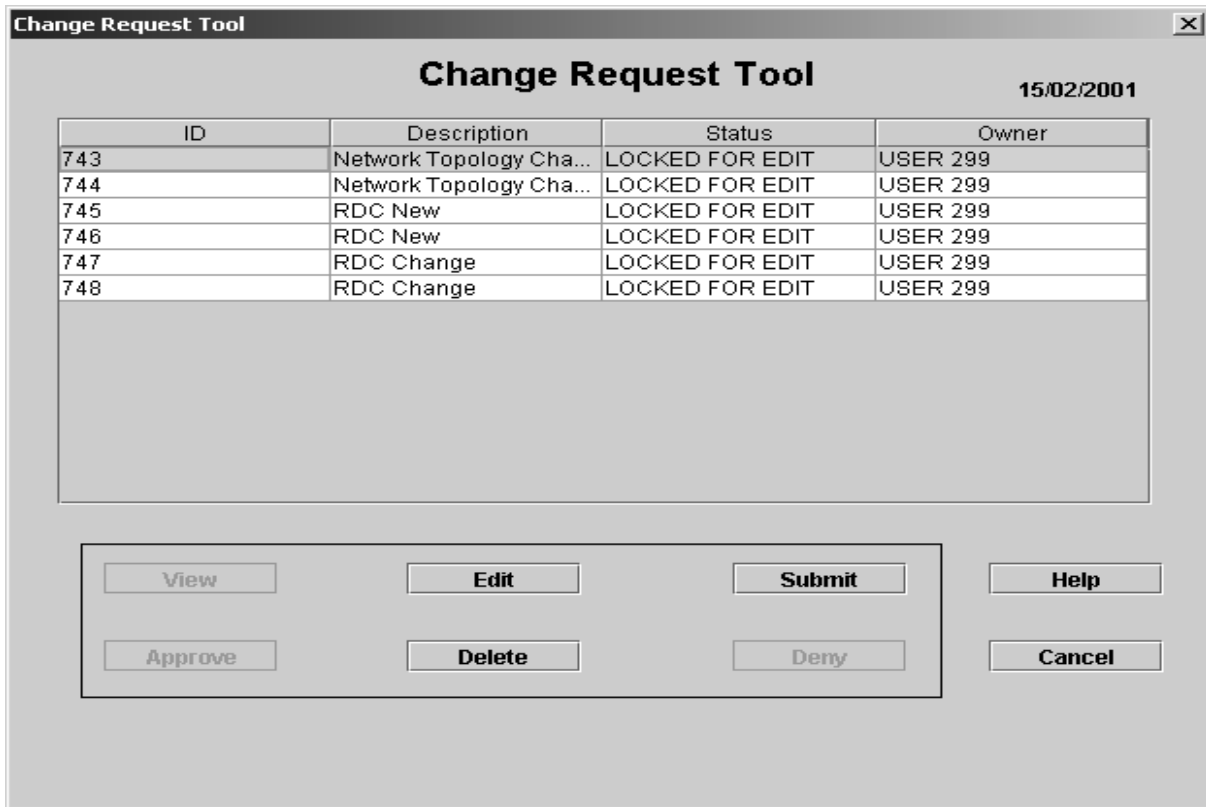 Change Request Tool
Change Request Tool
15/02/2001
ID Description Status Owner
743 Network Topology Cha... LOCKED FOR EDIT USER 299
744 Network Topology Cha... LOCKED FOR EDIT USER 299
745 RDC New LOCKED FOR EDIT USER 299
746 RDC New LOCKED FOR EDIT USER 299
747 RDC Change LOCKED FOR EDIT USER 299
748 RDC Change LOCKED FOR EDIT USER 299
View Edit Submit Help
Approve Delete Deny Cancel